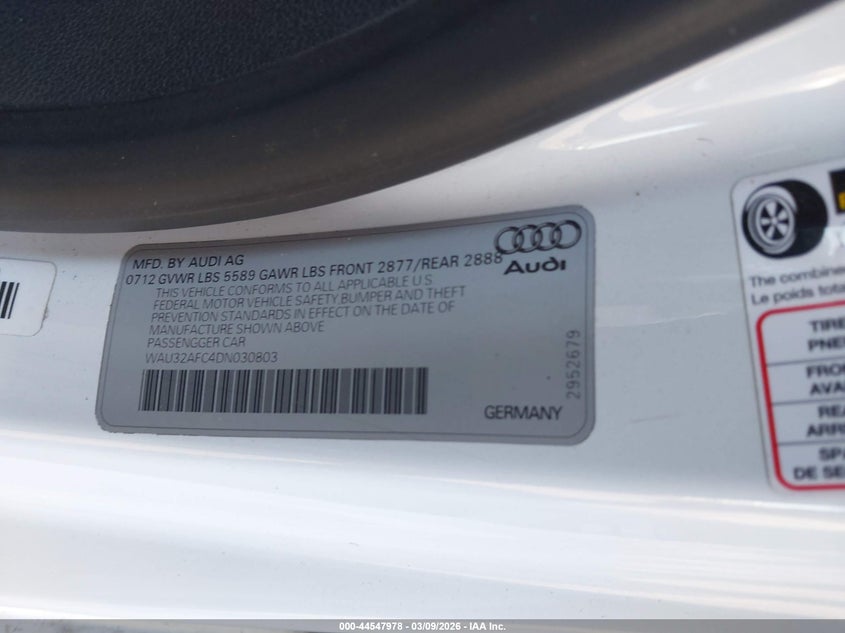 MFD. BY AUDI AG
0712 GVWR LBS 5589 GAWR LBS FRONT 2877/REAR 2888
THIS VEHICLE CONFORMS TO ALL APPLICABLE U.S.
FEDERAL MOTOR VEHICLE SAFETY,BUMPER AND THEFT
PREVENTION STANDARDS IN EFFECT ON THE DATE OF
MANUFACTURE SHOWN ABOVE
PASSENGGER CAR
WAU32AFC4DN030803
GERMANY
2952679
Audi
The combined
Le poids tota
TIRE
PNE
FRO
AVA
RE
ARR
SPA
DE SE
000-44547978 - 03/09/2026 - IAA Inc.